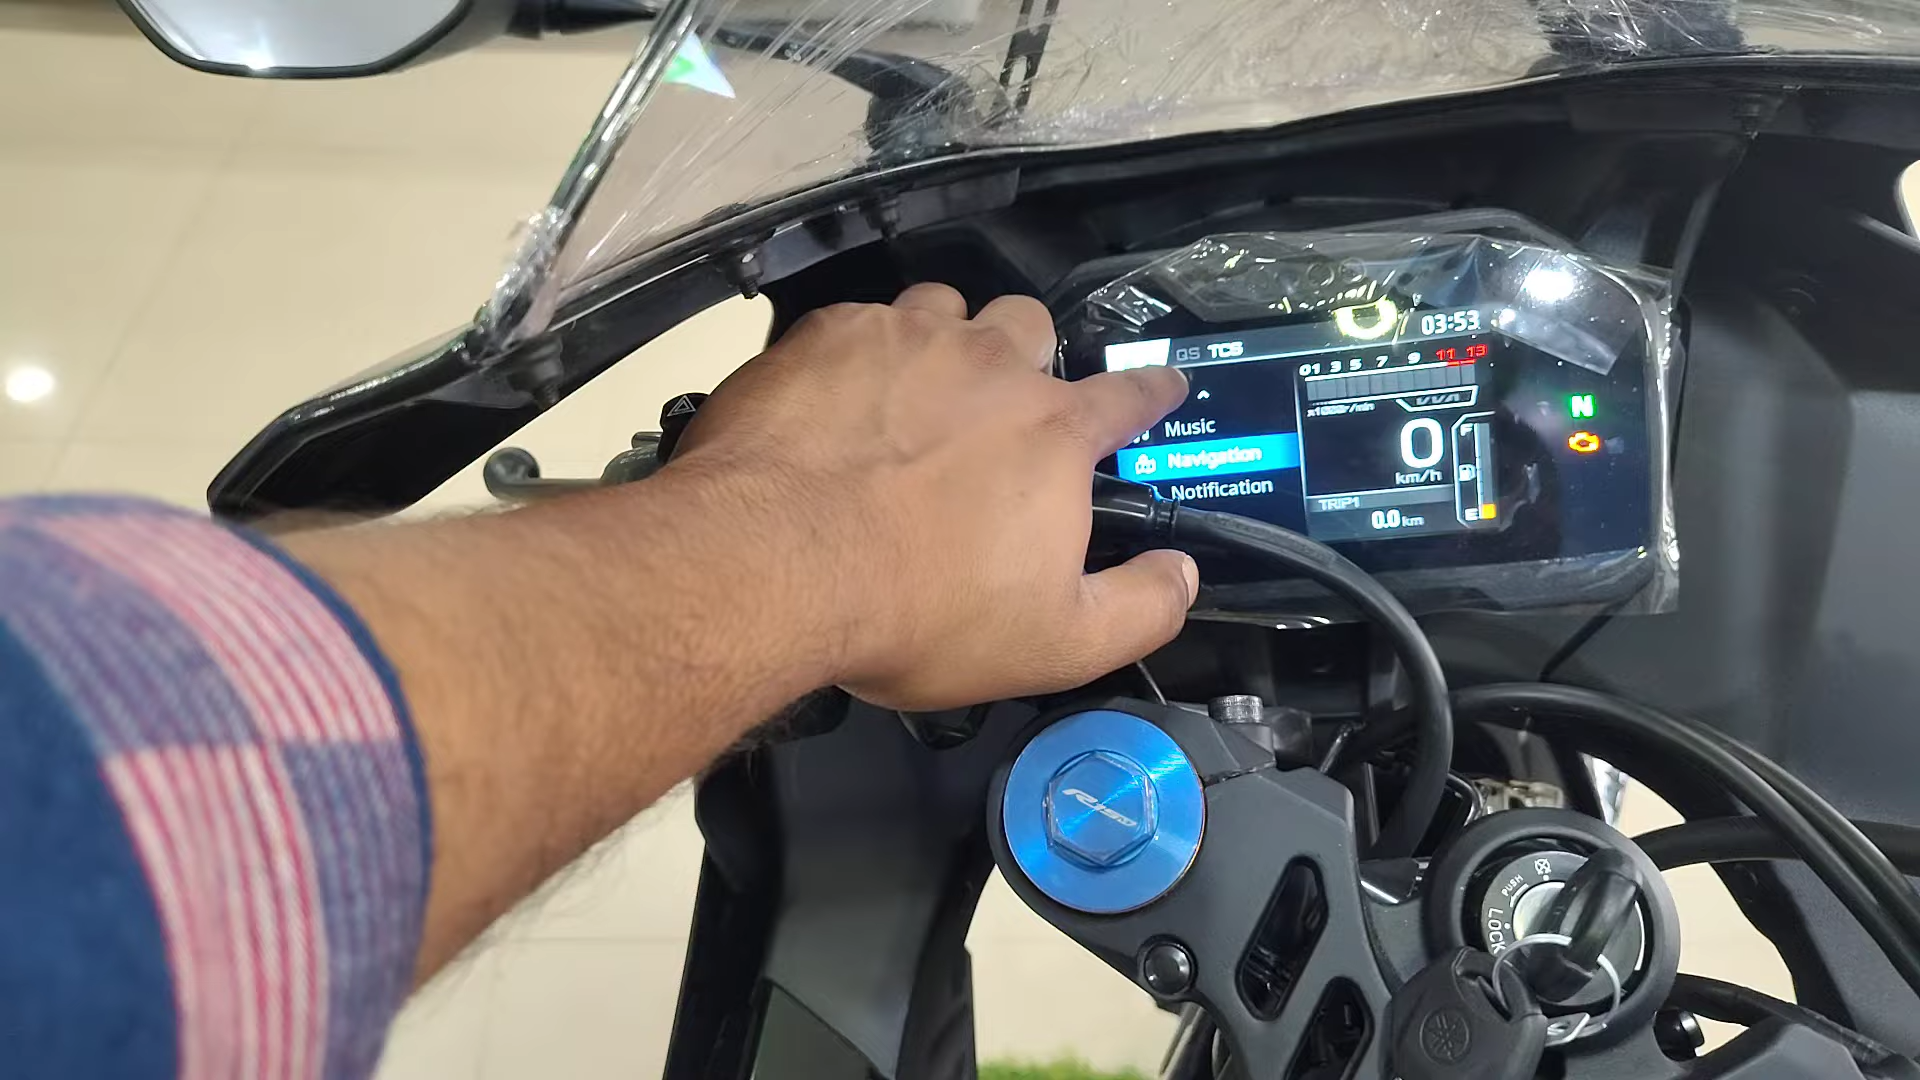 03:53
QS TCS
01 3 5 7 9 11 13
x1000r/min
Music
Navigation
Notification
0
km/h
F
E
TRIP1
0.0 km
N
PUSH
LOCK